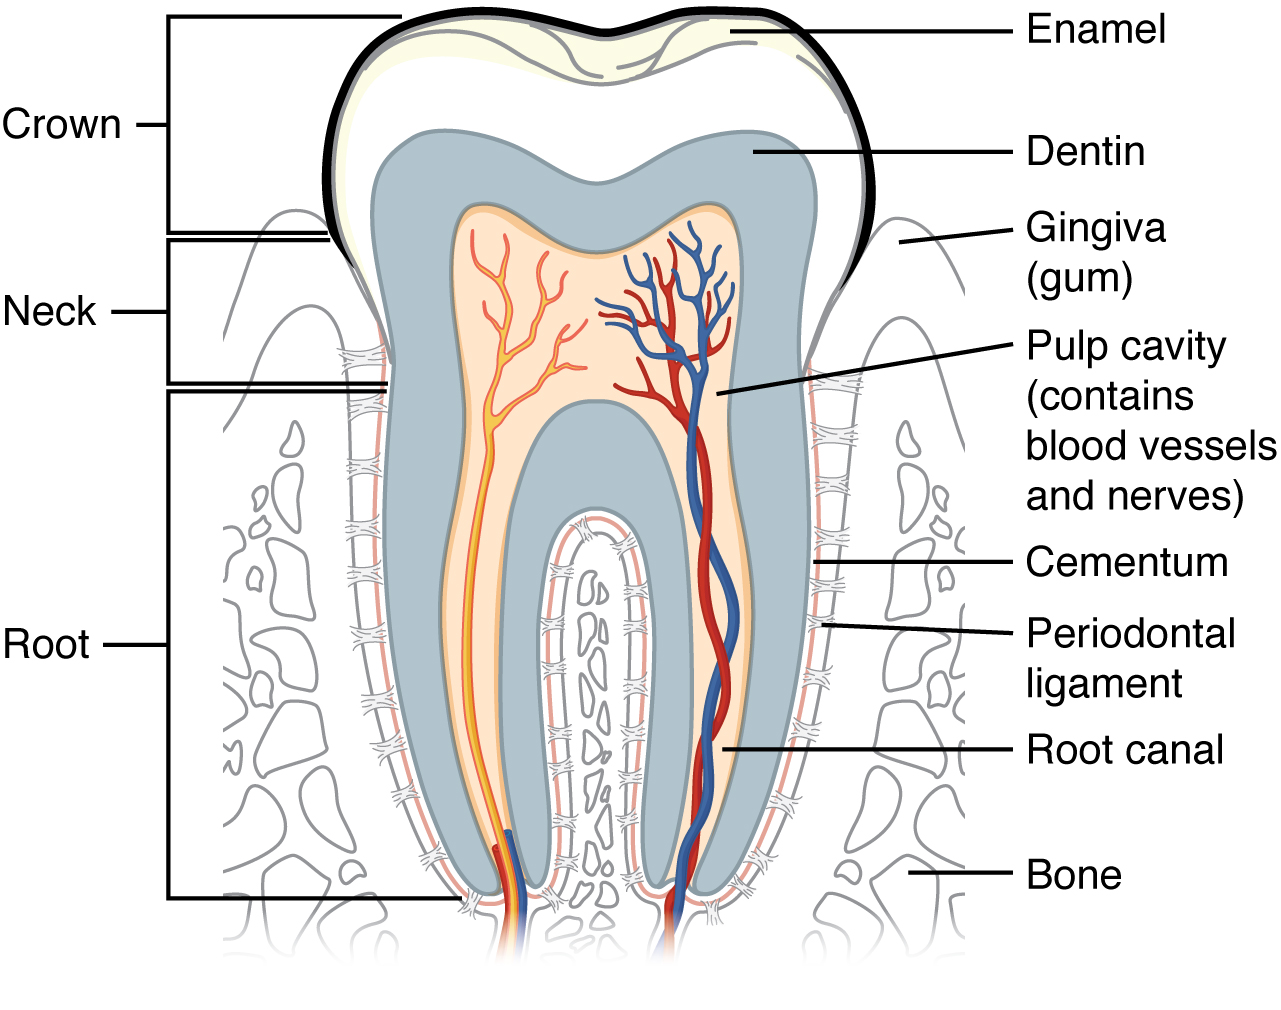 Crown
Neck
Root
Enamel
Dentin
Gingiva
(gum)
Pulp cavity
(contains
blood vessels
and nerves)
Cementum
Periodontal
ligament
Root canal
Bone